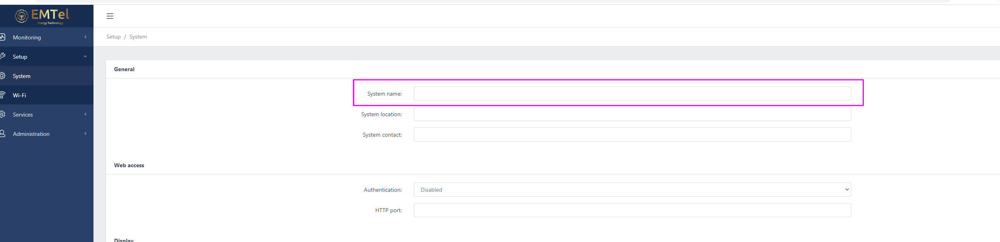 EMTel
Energy Technology
Monitoring
Setup
System
Wi-Fi
Services
Administration
Setup / System
General
System name:
System location:
System contact:
Web access
Authentication: Disabled
HTTP port:
Display